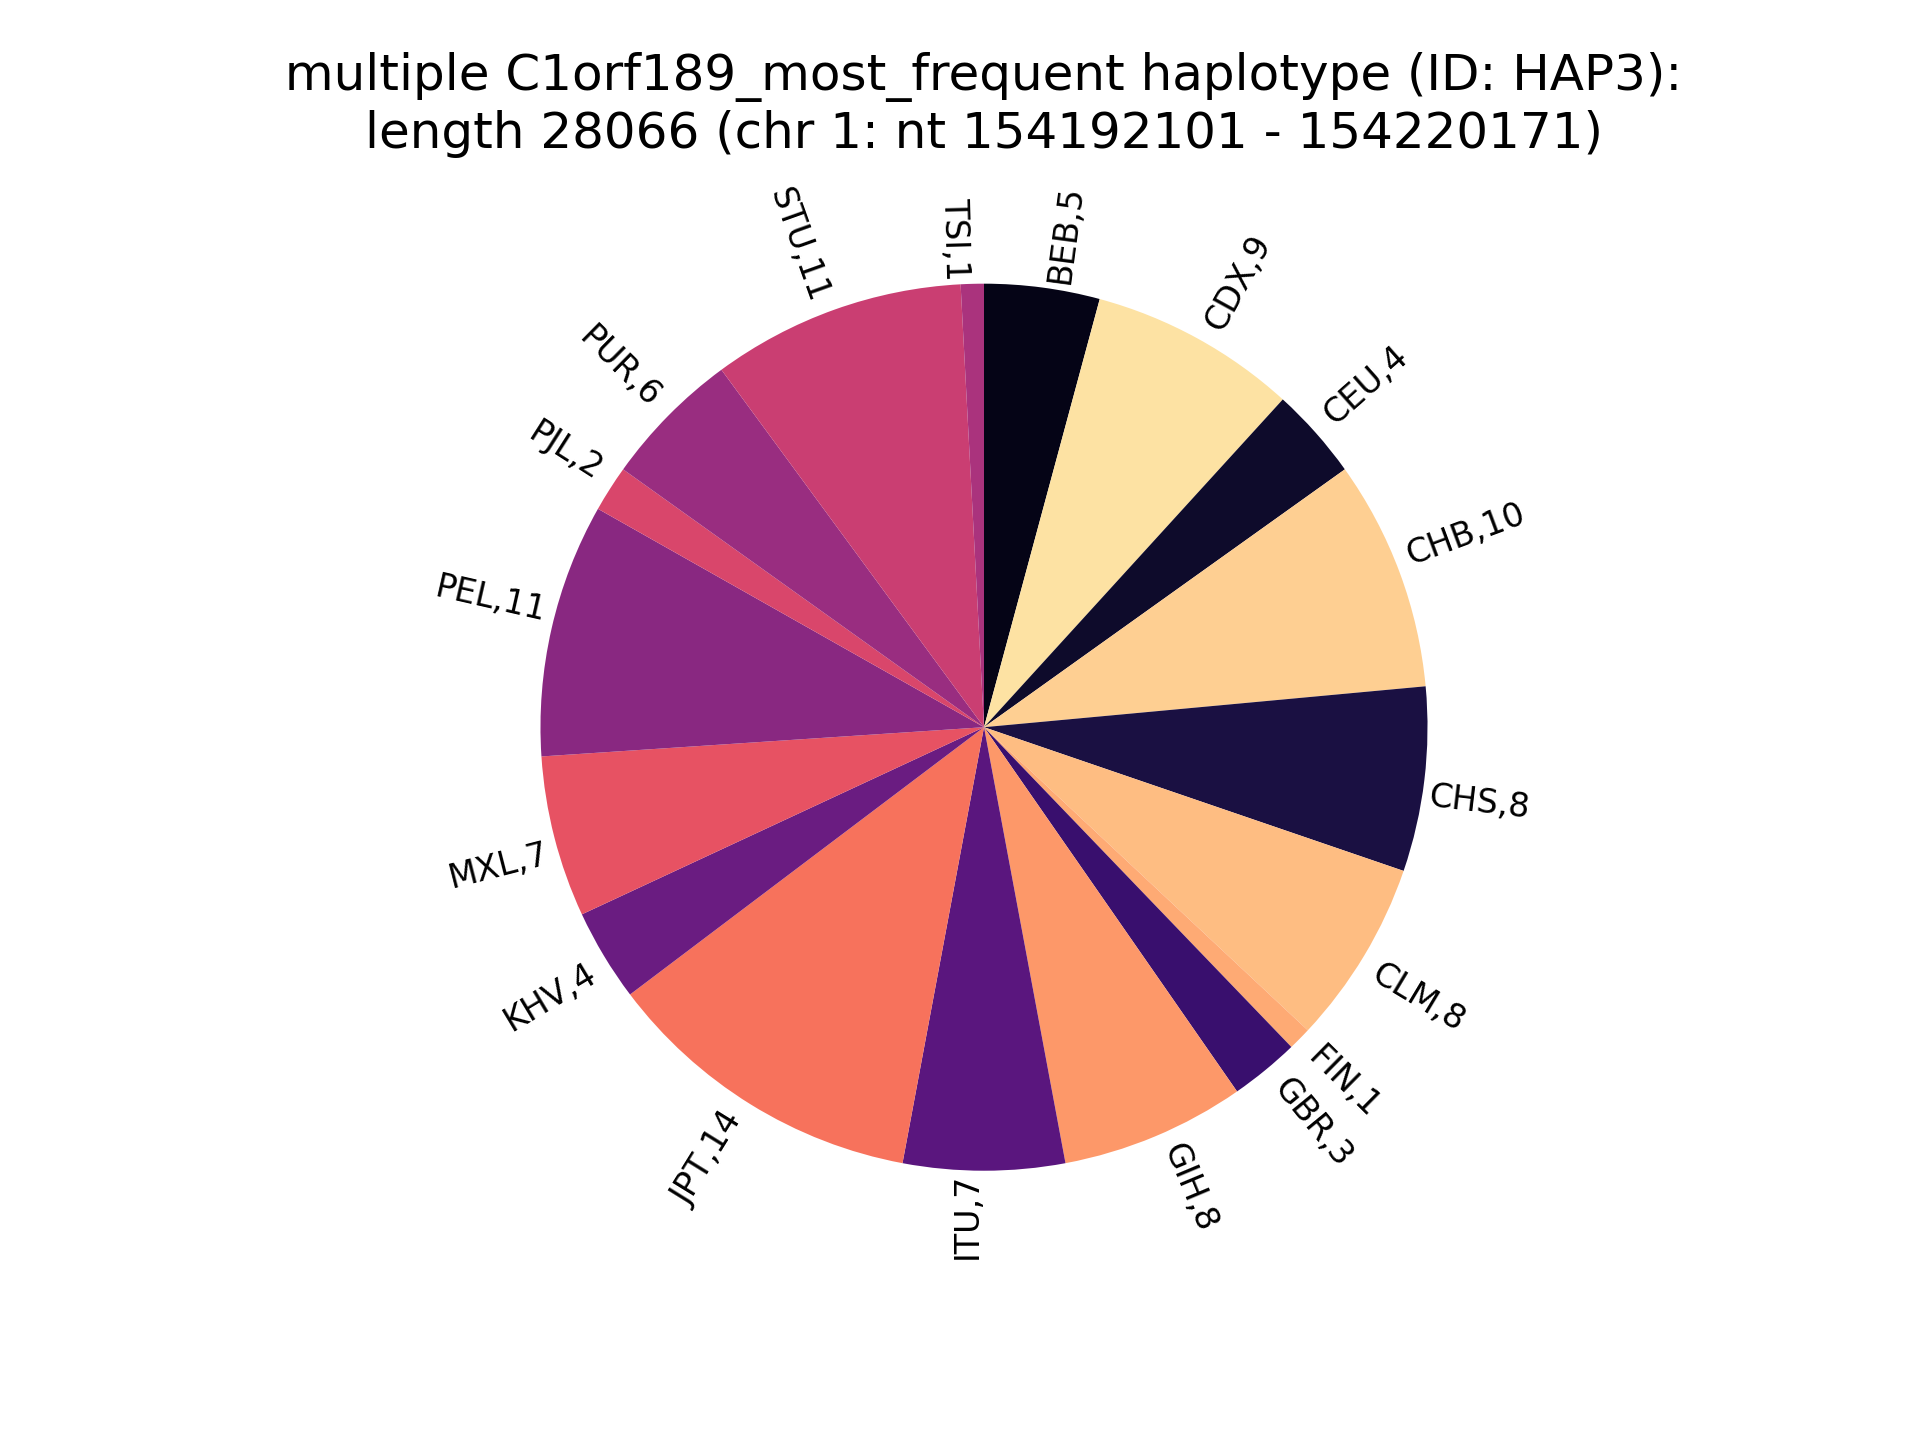 multiple C1orf189_most_frequent haplotype (ID: HAP3):
length 28066 (chr 1: nt 154192101 - 154220171)
BEB,5
CDX,9
CEU,4
CHB,10
CHS,8
CLM,8
FIN,1
GBR,3
GIH,8
ITU,7
JPT,14
KHV,4
MXL,7
PEL,11
PJL,2
PUR,6
STU,11
TSI,1